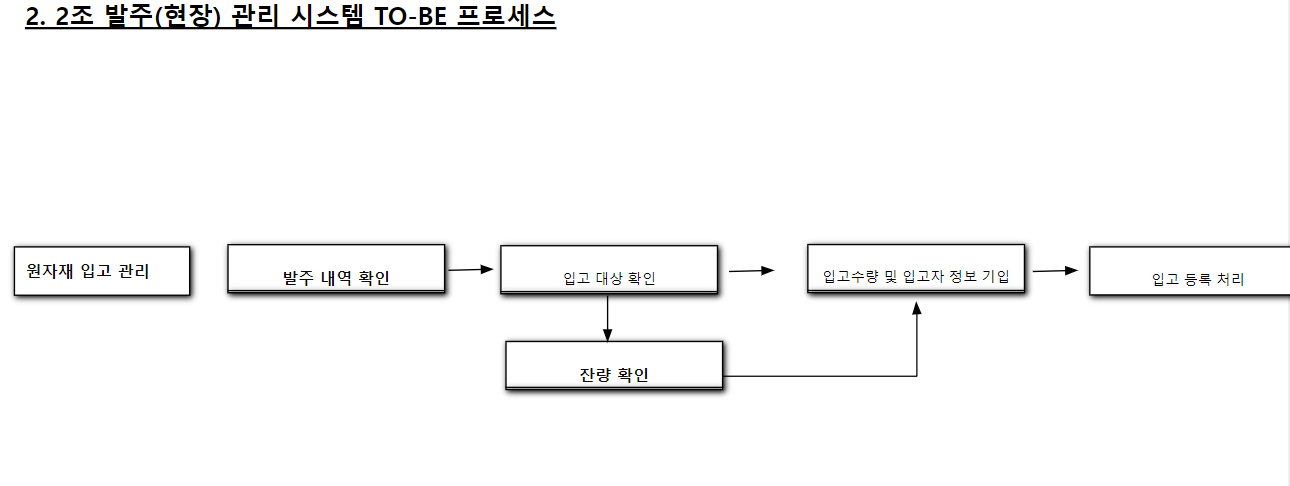 2. 2조 발주(현장) 관리 시스템 TO-BE 프로세스
원자재 입고 관리
발주 내역 확인
입고 대상 확인
입고수량 및 입고자 정보 기입
입고 등록 처리
잔량 확인